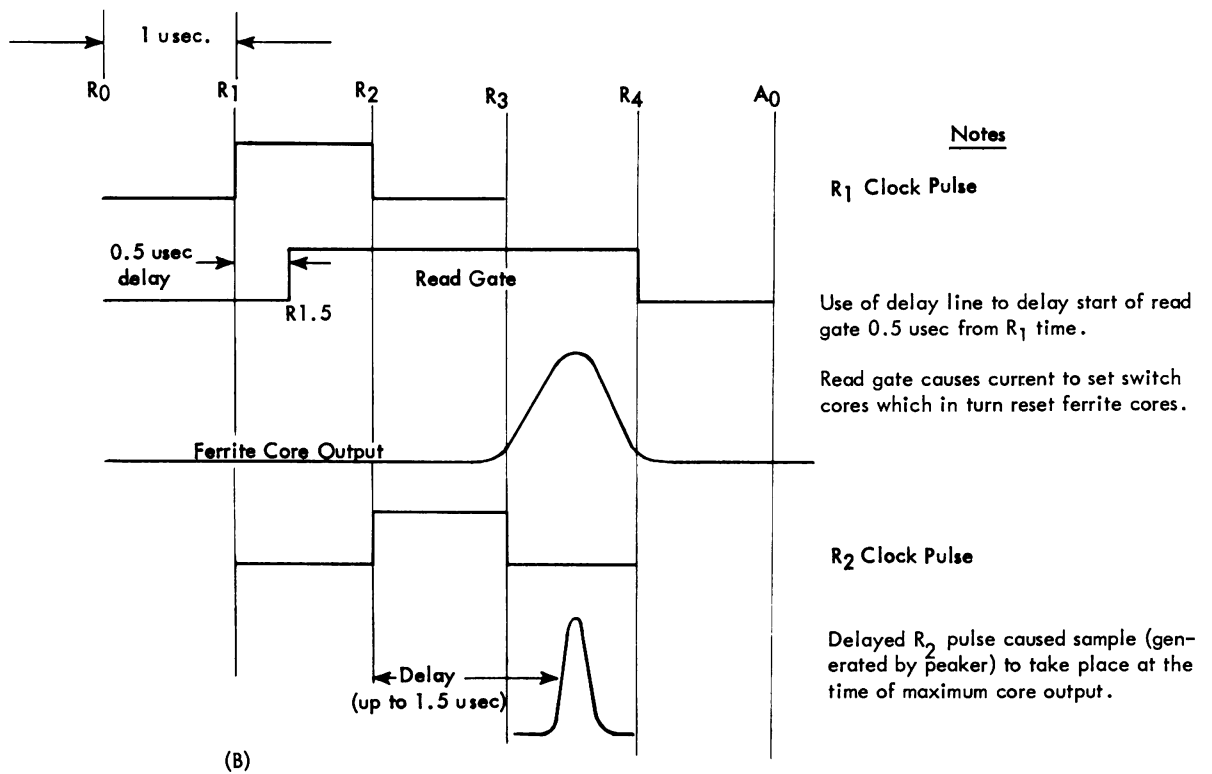 1 usec.
R0 R1 R2 R3 R4 A0
Notes
R1 Clock Pulse
0.5 usec
delay
Read Gate
R1.5
Use of delay line to delay start of read
gate 0.5 usec from R1 time.
Read gate causes current to set switch
cores which in turn reset ferrite cores.
Ferrite Core Output
R2 Clock Pulse
Delay
(up to 1.5 usec)
Delayed R2 pulse caused sample (gen-
erated by peaker) to take place at the
time of maximum core output.
(B)